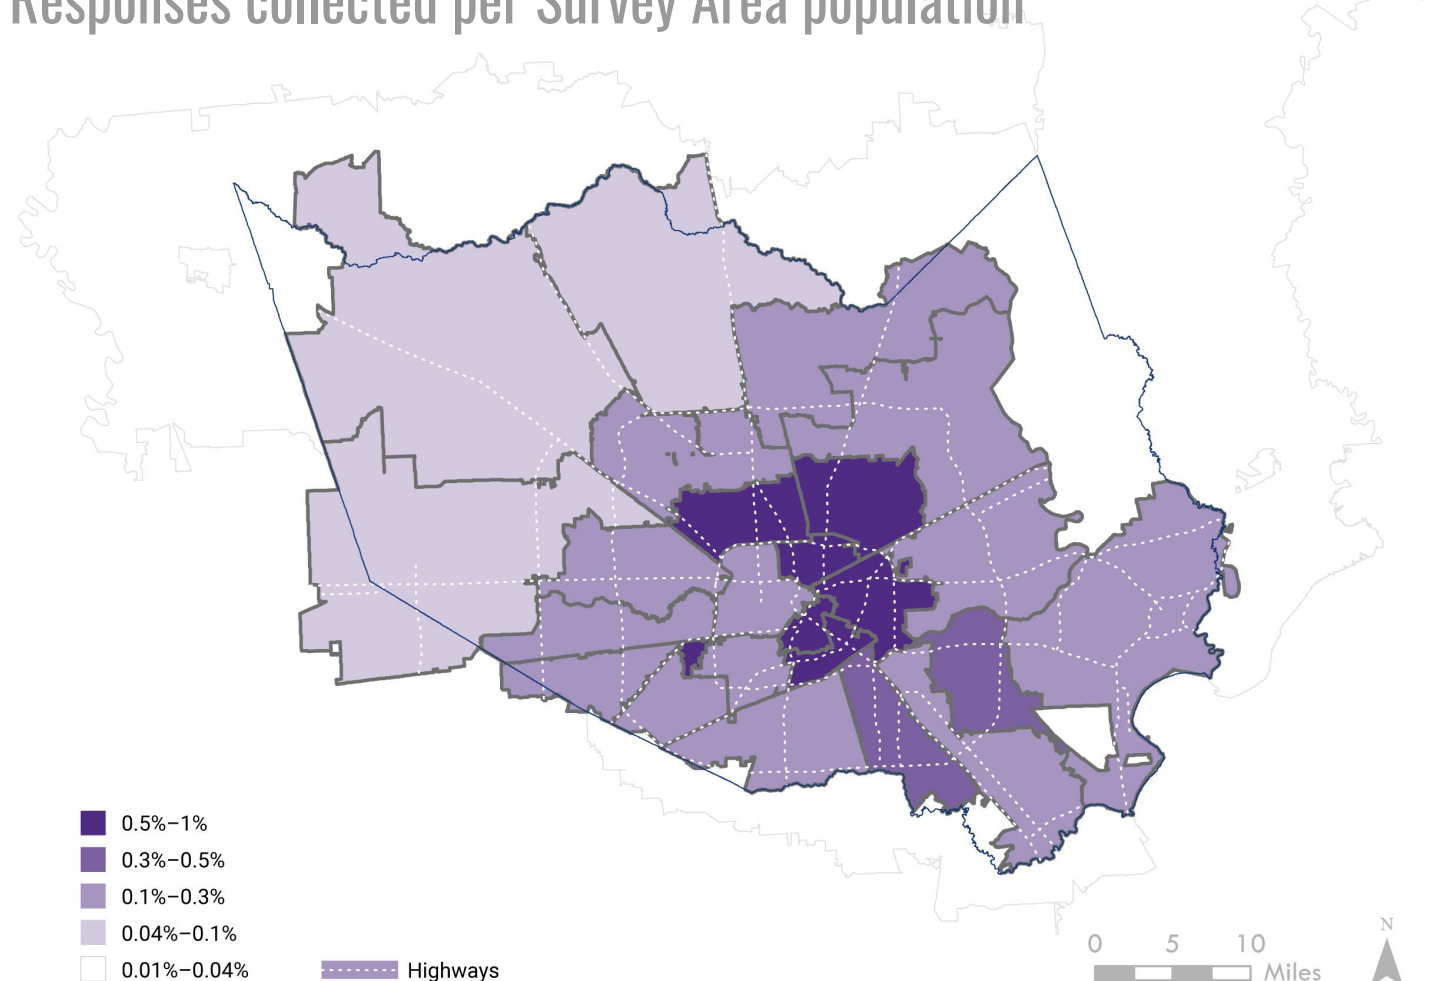 Responses collected per Survey Area population
0.5%–1%
0.3%–0.5%
0.1%–0.3%
0.04%–0.1%
0.01%–0.04%
Highways
0 5 10
Miles
N